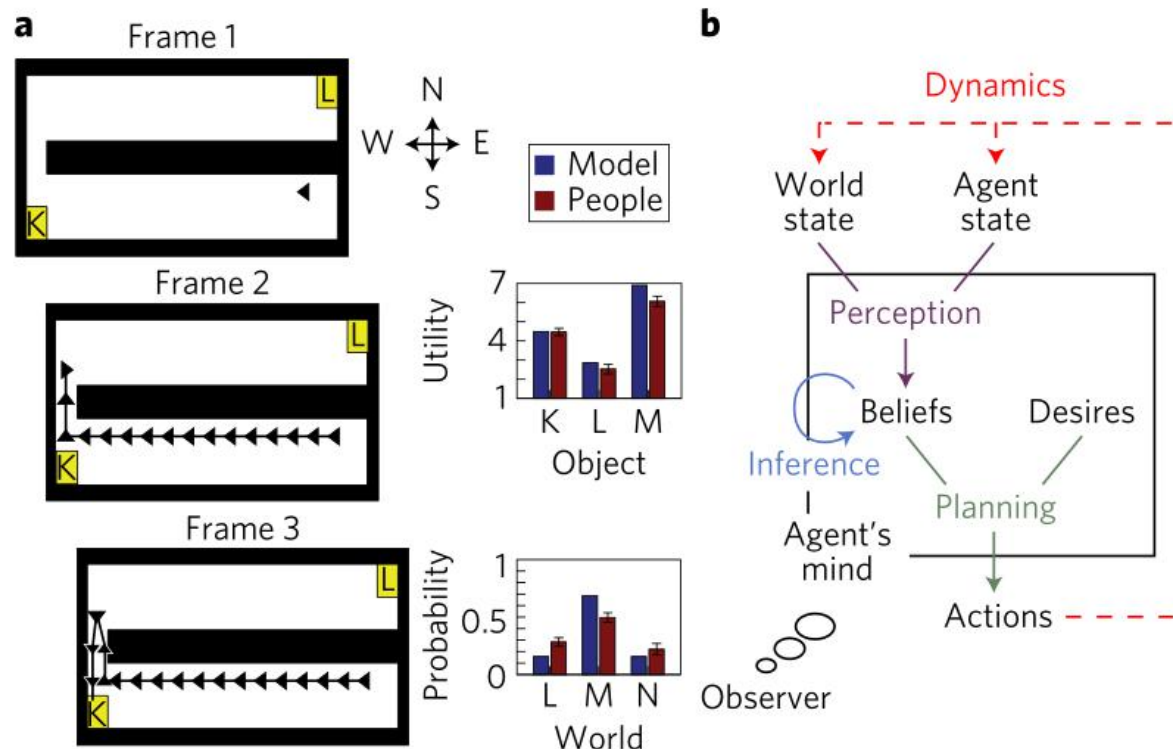 a
Frame 1
L
K
N
W E
S
Model
People
Frame 2
L
K
Utility
7
4
1
K L M
Object
Frame 3
L
K
Probability
1
0.5
0
L M N
World
b
Dynamics
World
state
Agent
state
Perception
Beliefs
Desires
Inference
Planning
Agent's
mind
Actions
Observer